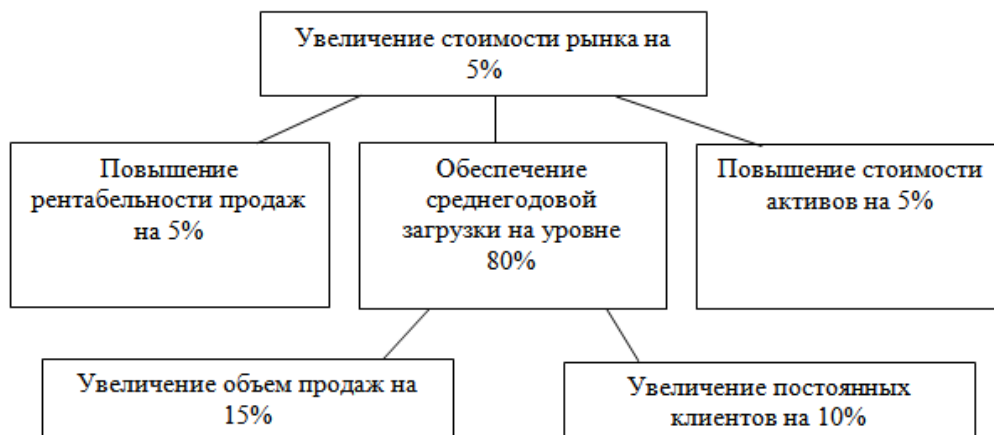 Увеличение стоимости рынка на
5%
Повышение
рентабельности продаж
на 5%
Обеспечение
среднегодовой
загрузки на уровне
80%
Повышение стоимости
активов на 5%
Увеличение объем продаж на
15%
Увеличение постоянных
клиентов на 10%